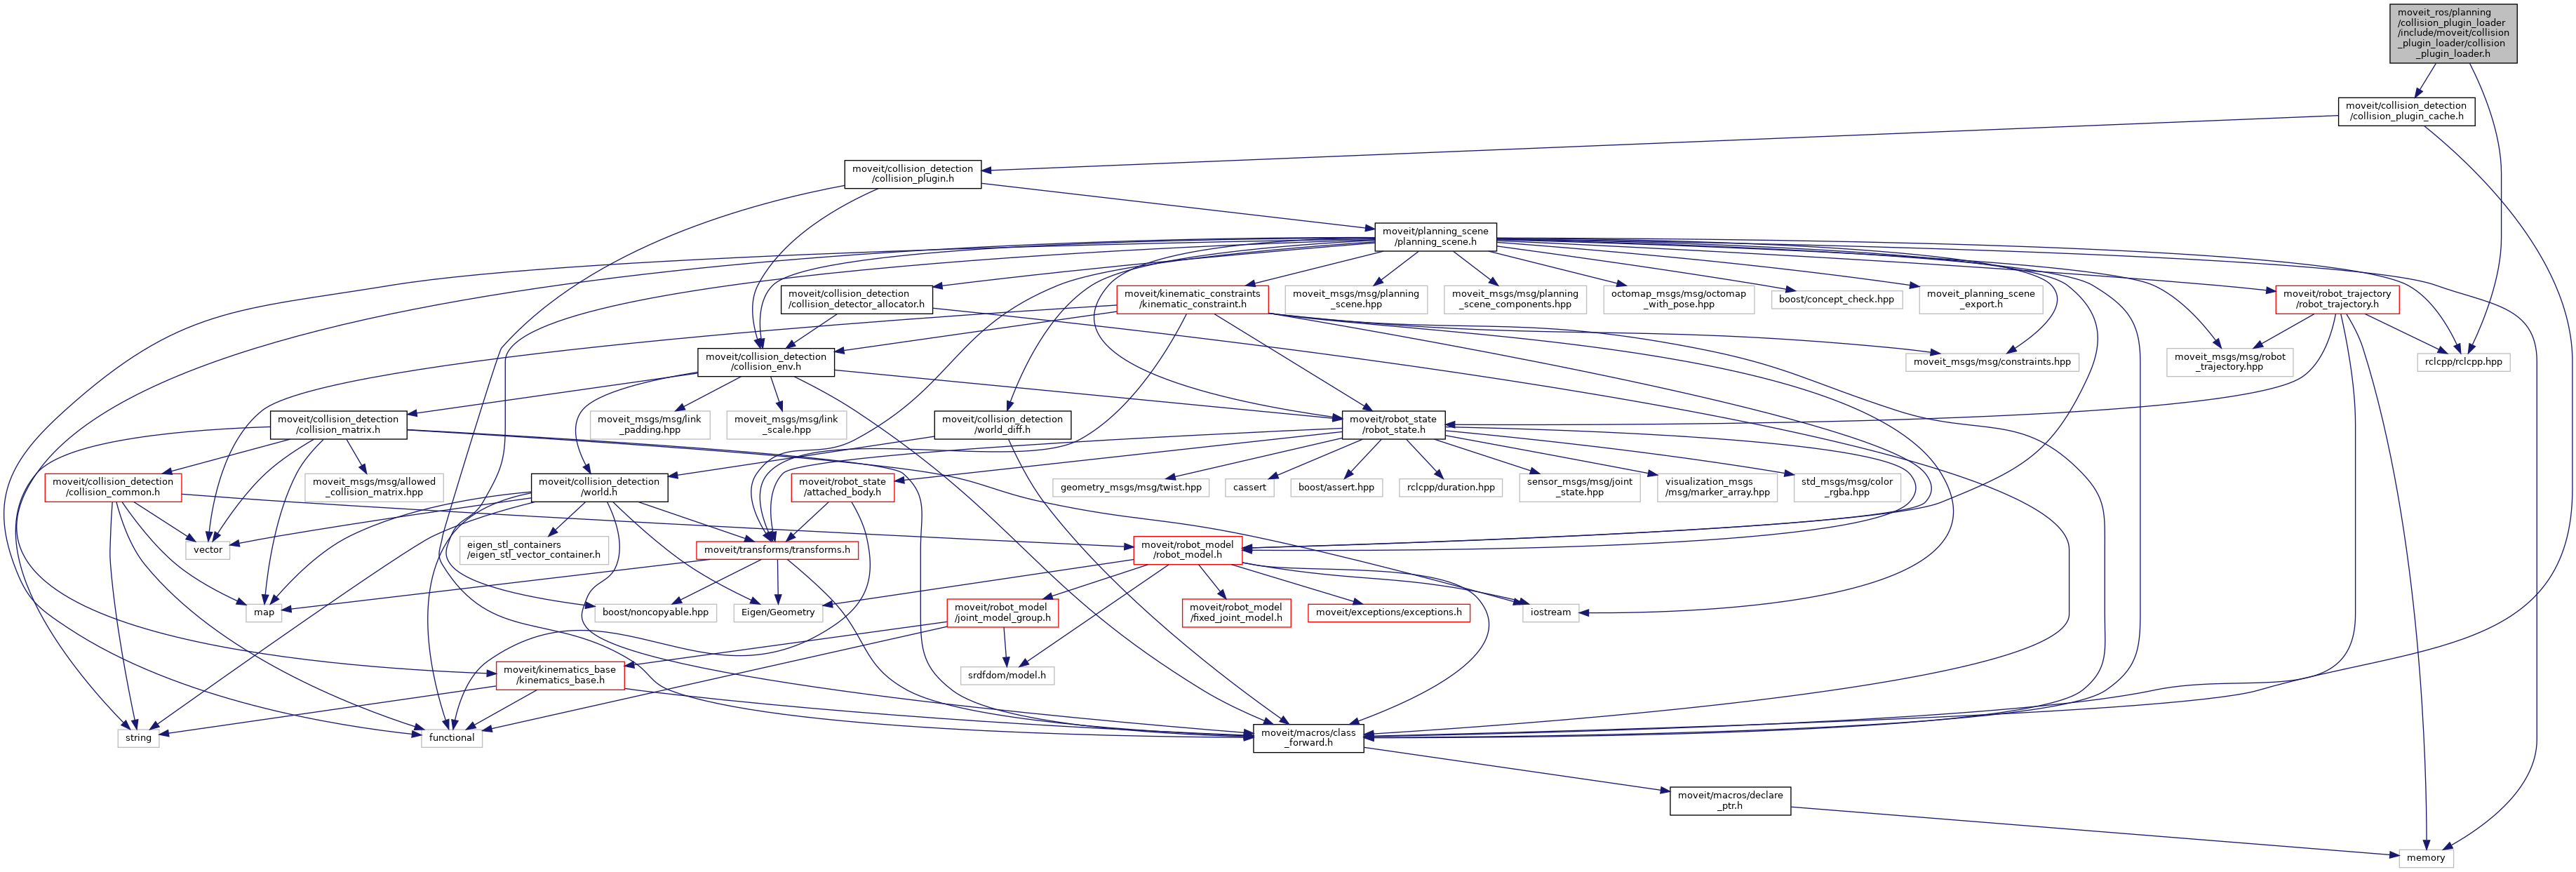 moveit_ros/planning
/collision_plugin_loader
/include/moveit/collision
_plugin_loader/collision
_plugin_loader.h
moveit/collision_detection
/collision_plugin_cache.h
moveit/collision_detection
/collision_plugin.h
moveit/planning_scene
/planning_scene.h
moveit/collision_detection
/collision_detector_allocator.h
moveit/kinematic_constraints
/kinematic_constraint.h
moveit_msgs/msg/planning
_scene.hpp
moveit_msgs/msg/planning
_scene_components.hpp
octomap_msgs/msg/octomap
_with_pose.hpp
boost/concept_check.hpp
moveit_planning_scene
_export.h
moveit/robot_trajectory
/robot_trajectory.h
moveit/collision_detection
/collision_env.h
moveit_msgs/msg/constraints.hpp
moveit_msgs/msg/robot
_trajectory.hpp
rclcpp/rclcpp.hpp
moveit/collision_detection
/collision_matrix.h
moveit_msgs/msg/link
_padding.hpp
moveit_msgs/msg/link
_scale.hpp
moveit/collision_detection
/world_diff.h
moveit/robot_state
/robot_state.h
moveit/collision_detection
/collision_common.h
moveit_msgs/msg/allowed
_collision_matrix.hpp
moveit/collision_detection
/world.h
moveit/robot_state
/attached_body.h
geometry_msgs/msg/twist.hpp
cassert
boost/assert.hpp
rclcpp/duration.hpp
sensor_msgs/msg/joint
_state.hpp
visualization_msgs
/msg/marker_array.hpp
std_msgs/msg/color
_rgba.hpp
vector
eigen_stl_containers
/eigen_stl_vector_container.h
moveit/transforms/transforms.h
moveit/robot_model
/robot_model.h
map
boost/noncopyable.hpp
Eigen/Geometry
moveit/robot_model
/joint_model_group.h
moveit/robot_model
/fixed_joint_model.h
moveit/exceptions/exceptions.h
iostream
moveit/kinematics_base
/kinematics_base.h
srdfdom/model.h
string
functional
moveit/macros/class
_forward.h
moveit/macros/declare
_ptr.h
memory